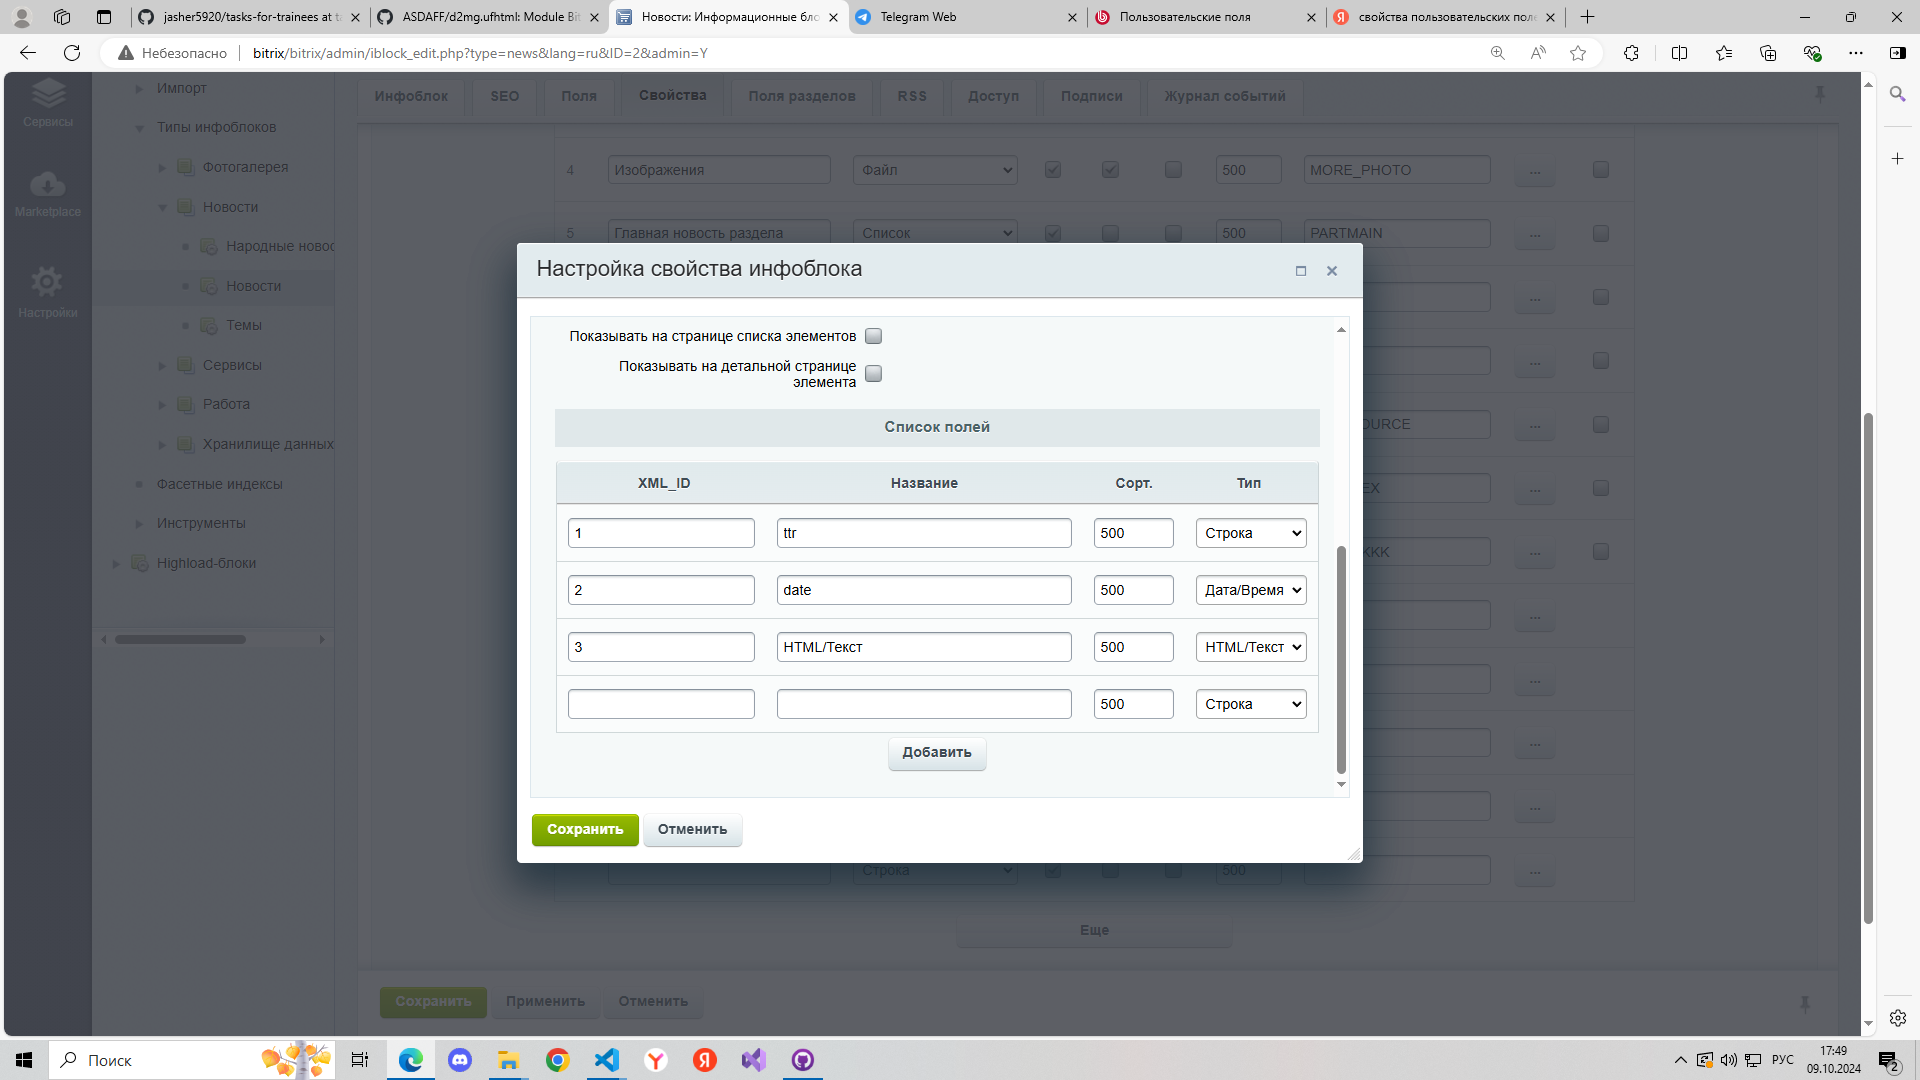 jasher5920/tasks-for-trainees at ta
ASDAFF/d2mg.ufhtml: Module Bit
Новости: Информационные бло
Telegram Web
Пользовательские поля
свойства пользовательских поле
Небезопасно
bitrix/bitrix/admin/iblock_edit.php?type=news&lang=ru&ID=2&admin=Y
Сервисы
Marketplace
Настройки
Импорт
Типы инфоблоков
Фотогалерея
Новости
Народные новос
Новости
Темы
Сервисы
Работа
Хранилище данных
Фасетные индексы
Инструменты
Highload-блоки
Инфоблок SEO Поля Свойства Поля разделов RSS Доступ Подписи Журнал событий
4 Изображения Файл 500 MORE_PHOTO ...
5 Главная новость раздела Список 500 PARTMAIN ...
...
...
OURCE ...
EX ...
KKK ...
...
...
...
...
Строка 500 ...
Еще
Сохранить Применить Отменить
Настройка свойства инфоблока
Показывать на странице списка элементов
Показывать на детальной странице
элемента
Список полей
XML_ID Название Сорт. Тип
1 ttr 500 Строка
2 date 500 Дата/Время
3 HTML/Текст 500 HTML/Текст
500 Строка
Добавить
Сохранить Отменить
Поиск
РУС
17:49
09.10.2024
2